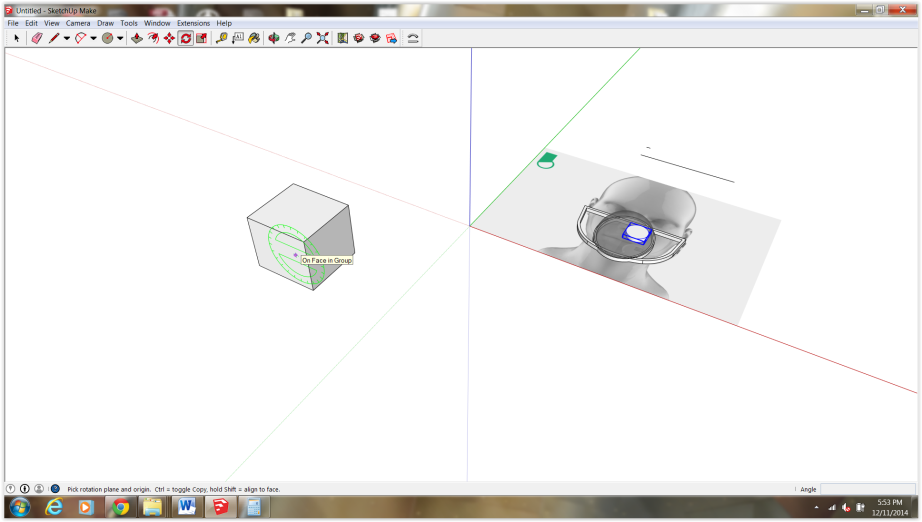 Untitled - SketchUp Make
File Edit View Camera Draw Tools Window Extensions Help
On Face in Group
Pick rotation plane and origin. Ctrl = toggle Copy, hold Shift = align to face.
Angle
5:53 PM
12/11/2014